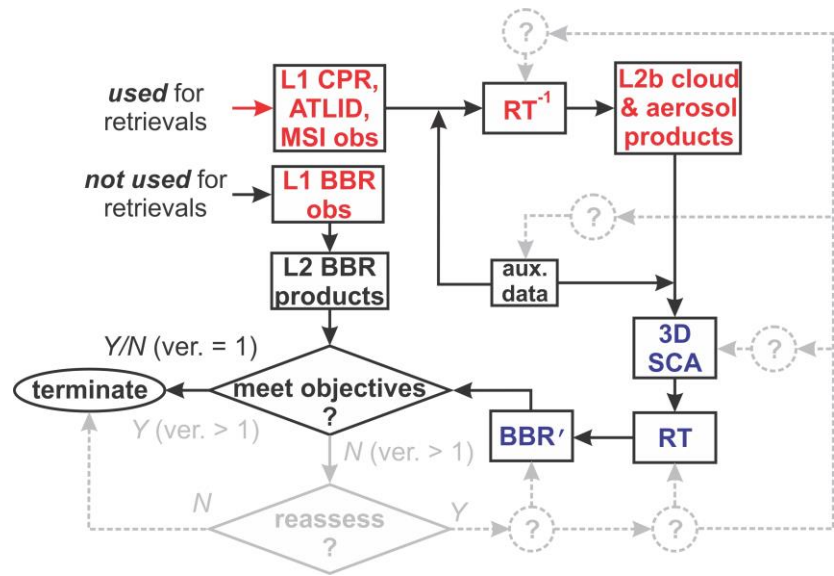 ?
used for
retrievals
L1 CPR,
ATLID,
MSI obs
RT⁻¹
L2b cloud
& aerosol
products
not used for
retrievals
L1 BBR
obs
?
L2 BBR
products
aux.
data
3D
SCA
?
Y/N (ver. = 1)
terminate
meet objectives
?
BBR′
RT
Y (ver. > 1)
N (ver. > 1)
N
reassess
?
Y
?
?